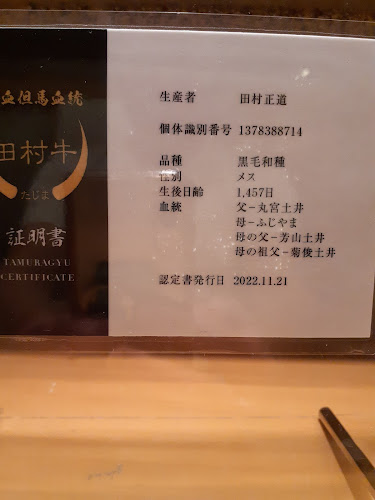 血但馬血統
田村牛
たじま
証明書
TAMURAGYU
CERTIFICATE
生産者 田村正道
個体識別番号 1378388714
品種 黒毛和種
性別 メス
生後日齢 1,457日
血統 父－丸宮土井
母－ふじやま
母の父－芳山土井
母の祖父－菊俊土井
認定書発行日 2022.11.21